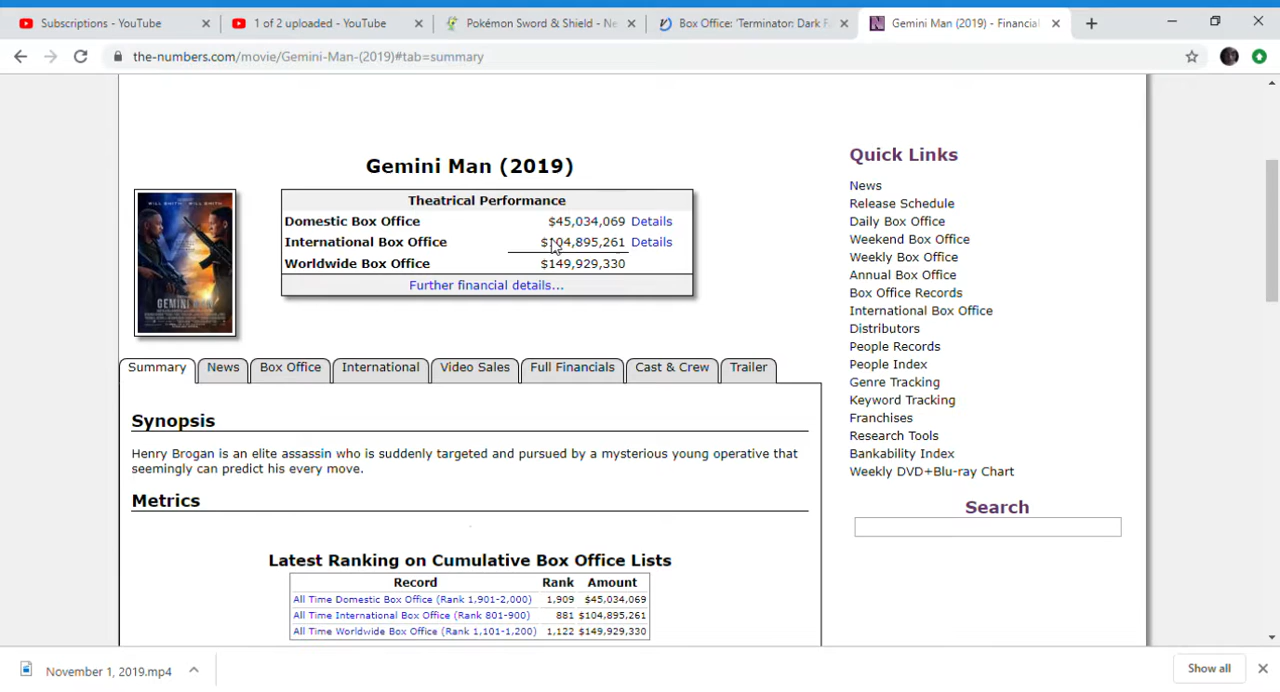 Subscriptions - YouTube
1 of 2 uploaded - YouTube
Pokémon Sword & Shield - Ne
Box Office: 'Terminator: Dark F
Gemini Man (2019) - Financial
the-numbers.com/movie/Gemini-Man-(2019)#tab=summary
Gemini Man (2019)
WILL SMITH WILL SMITH
GEMINI MAN
Theatrical Performance
Domestic Box Office $45,034,069 Details
International Box Office $104,895,261 Details
Worldwide Box Office $149,929,330
Further financial details...
Summary News Box Office International Video Sales Full Financials Cast & Crew Trailer
Synopsis
Henry Brogan is an elite assassin who is suddenly targeted and pursued by a mysterious young operative that
seemingly can predict his every move.
Metrics
Latest Ranking on Cumulative Box Office Lists
Record Rank Amount
All Time Domestic Box Office (Rank 1,901-2,000) 1,909 $45,034,069
All Time International Box Office (Rank 801-900) 881 $104,895,261
All Time Worldwide Box Office (Rank 1,101-1,200) 1,122 $149,929,330
Quick Links
News
Release Schedule
Daily Box Office
Weekend Box Office
Weekly Box Office
Annual Box Office
Box Office Records
International Box Office
Distributors
People Records
People Index
Genre Tracking
Keyword Tracking
Franchises
Research Tools
Bankability Index
Weekly DVD+Blu-ray Chart
Search
November 1, 2019.mp4
Show all